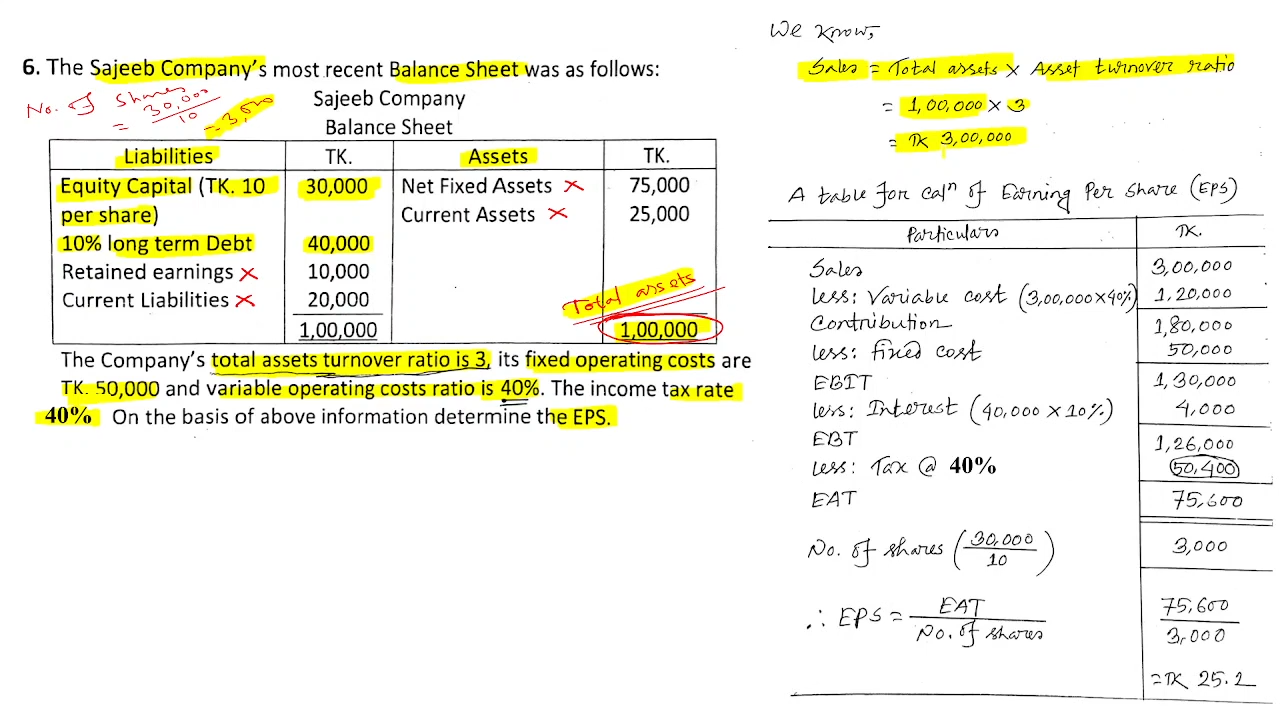 6. The Sajeeb Company's most recent Balance Sheet was as follows:
No. of shares
= 30,000
10
= 3,000
Sajeeb Company
Balance Sheet
Liabilities TK. Assets TK.
Equity Capital (TK. 10 30,000 Net Fixed Assets × 75,000
per share) Current Assets × 25,000
10% long term Debt 40,000
Retained earnings × 10,000
Current Liabilities × 20,000
Total assets
1,00,000 1,00,000
The Company's total assets turnover ratio is 3, its fixed operating costs are
TK. 50,000 and variable operating costs ratio is 40%. The income tax rate
40% On the basis of above information determine the EPS.
We know,
Sales = Total assets × Asset turnover ratio
= 1,00,000 × 3
= TK 3,00,000
A table for calⁿ of Earning Per share (EPS)
Particulars TK.
Sales 3,00,000
less: Variable cost (3,00,000×40%) 1,20,000
Contribution 1,80,000
less: fixed cost 50,000
EBIT 1,30,000
less: Interest (40,000 × 10%) 4,000
EBT 1,26,000
less: Tax @ 40% 50,400
EAT 75,600
No. of shares (30,000 / 10) 3,000
∴ EPS = EAT / No. of shares 75,600 / 3,000
= TK 25.2